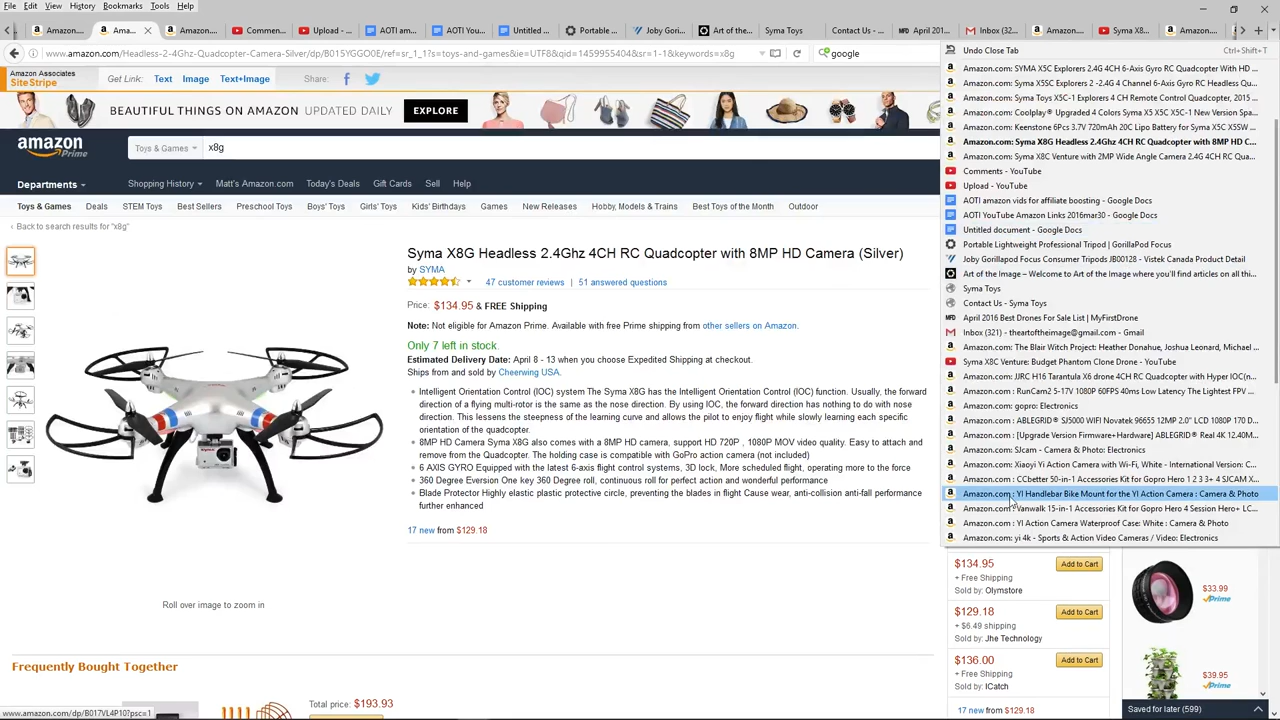 File Edit View History Bookmarks Tools Help
Amazon.... Ama... Amazon.... Commen... Upload -... AOTI am... AOTI You... Untitled ... Portable ... Joby Gor... Art of the... Syma Toys Contact Us -... April 201... Inbox (32... Amazon.... Syma X8... Amazon....
www.amazon.com/Headless-2-4Ghz-Quadcopter-Camera-Silver/dp/B015YGGO0E/ref=sr_1_1?s=toys-and-games&ie=UTF8&qid=1459955404&sr=1-1&keywords=x8g google
Amazon Associates
SiteStripe
Get Link: Text Image Text+Image Share:
BEAUTIFUL THINGS ON AMAZON UPDATED DAILY EXPLORE
amazon
Prime
Toys & Games x8g
Departments Shopping History Matt's Amazon.com Today's Deals Gift Cards Sell Help
Toys & Games Deals STEM Toys Best Sellers Preschool Toys Boys' Toys Girls' Toys Kids' Birthdays Games New Releases Hobby, Models & Trains Best Toys of the Month Outdoor
‹ Back to search results for "x8g"
Syma X8G Headless 2.4Ghz 4CH RC Quadcopter with 8MP HD Camera (Silver)
by SYMA
47 customer reviews | 51 answered questions
Price: $134.95 & FREE Shipping
Note: Not eligible for Amazon Prime. Available with free Prime shipping from other sellers on Amazon.
Only 7 left in stock.
Estimated Delivery Date: April 8 - 13 when you choose Expedited Shipping at checkout.
Ships from and sold by Cheerwing USA.
Intelligent Orientation Control (IOC) system The Syma X8G has the Intelligent Orientation Control (IOC) function. Usually, the forward
direction of a flying multi-rotor is the same as the nose direction. By using IOC, the forward direction has nothing to do with nose
direction. This lessens the steepness of the learning curve and allows the pilot to enjoy flight while slowly learning each specific
orientation of the quadcopter.
8MP HD Camera Syma X8G also comes with a 8MP HD camera, support HD 720P , 1080P MOV video quality. Easy to attach and
remove from the Quadcopter. The holding case is compatible with GoPro action camera (not included)
6 AXIS GYRO Equipped with the latest 6-axis flight control systems, 3D lock, More scheduled flight, operating more to the force
360 Degree Eversion One key 360 Degree roll, continuous roll for perfect action and wonderful performance
Blade Protector Highly elastic plastic protective circle, preventing the blades in flight Cause wear, anti-collision anti-fall performance
further enhanced
17 new from $129.18
Roll over image to zoom in
Frequently Bought Together
Total price: $193.93
www.amazon.com/dp/B017VL4P10?psc=1
Undo Close Tab Ctrl+Shift+T
Amazon.com: SYMA X5C Explorers 2.4G 4CH 6-Axis Gyro RC Quadcopter With HD ...
Amazon.com: Syma X5SC Explorers 2 -2.4G 4 Channel 6-Axis Gyro RC Headless Qu...
Amazon.com: Syma Toys X5C-1 Explorers 4 CH Remote Control Quadcopter, 2015 ...
Amazon.com: Coolplay® Upgraded 4 Colors Syma X5 X5C X5C-1 New Version Spa...
Amazon.com: Keenstone 6Pcs 3.7V 720mAh 20C Lipo Battery for Syma X5C X5SW ...
Amazon.com: Syma X8G Headless 2.4Ghz 4CH RC Quadcopter with 8MP HD C...
Amazon.com: Syma X8C Venture with 2MP Wide Angle Camera 2.4G 4CH RC Qua...
Comments - YouTube
Upload - YouTube
AOTI amazon vids for affiliate boosting - Google Docs
AOTI YouTube Amazon Links 2016mar30 - Google Docs
Untitled document - Google Docs
Portable Lightweight Professional Tripod | GorillaPod Focus
Joby Gorillapod Focus Consumer Tripods JB00128 - Vistek Canada Product Detail
Art of the Image – Welcome to Art of the Image where you'll find articles on all thi...
Syma Toys
Contact Us - Syma Toys
April 2016 Best Drones For Sale List | MyFirstDrone
Inbox (321) - theartoftheimage@gmail.com - Gmail
Amazon.com: The Blair Witch Project: Heather Donahue, Joshua Leonard, Michael ...
Syma X8C Venture: Budget Phantom Clone Drone - YouTube
Amazon.com: JJRC H16 Tarantula X6 drone 4CH RC Quadcopter with Hyper IOC(n...
Amazon.com : RunCam2 5-17V 1080P 60FPS 40ms Low Latency The Lightest FPV ...
Amazon.com: gopro: Electronics
Amazon.com : ABLEGRID® SJ5000 WIFI Novatek 96655 12MP 2.0" LCD 1080P 170 D...
Amazon.com : [Upgrade Version Firmware+Hardware] ABLEGRID® Real 4K 12.40M...
Amazon.com: SJcam - Camera & Photo: Electronics
Amazon.com: Xiaoyi Yi Action Camera with Wi-Fi, White - International Version: C...
Amazon.com : CCbetter 50-in-1 Accessories Kit for Gopro Hero 1 2 3 3+ 4 SJCAM X...
Amazon.com : YI Handlebar Bike Mount for the YI Action Camera : Camera & Photo
Amazon.com : Vanwalk 15-in-1 Accessories Kit for Gopro Hero 4 Session Hero+ LC...
Amazon.com : YI Action Camera Waterproof Case: White : Camera & Photo
Amazon.com: yi 4k - Sports & Action Video Cameras / Video: Electronics
$134.95 Add to Cart
+ Free Shipping
Sold by: Olymstore
$129.18 Add to Cart
+ $6.49 shipping
Sold by: Jhe Technology
$136.00 Add to Cart
+ Free Shipping
Sold by: ICatch
17 new from $129.18
$33.99
Prime
$39.95
Prime
Saved for later (599)